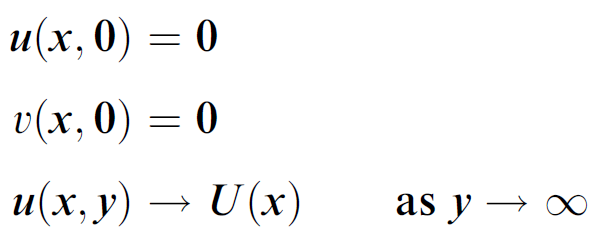 u(x, 0) = 0
v(x, 0) = 0
u(x, y) → U(x) as y → ∞